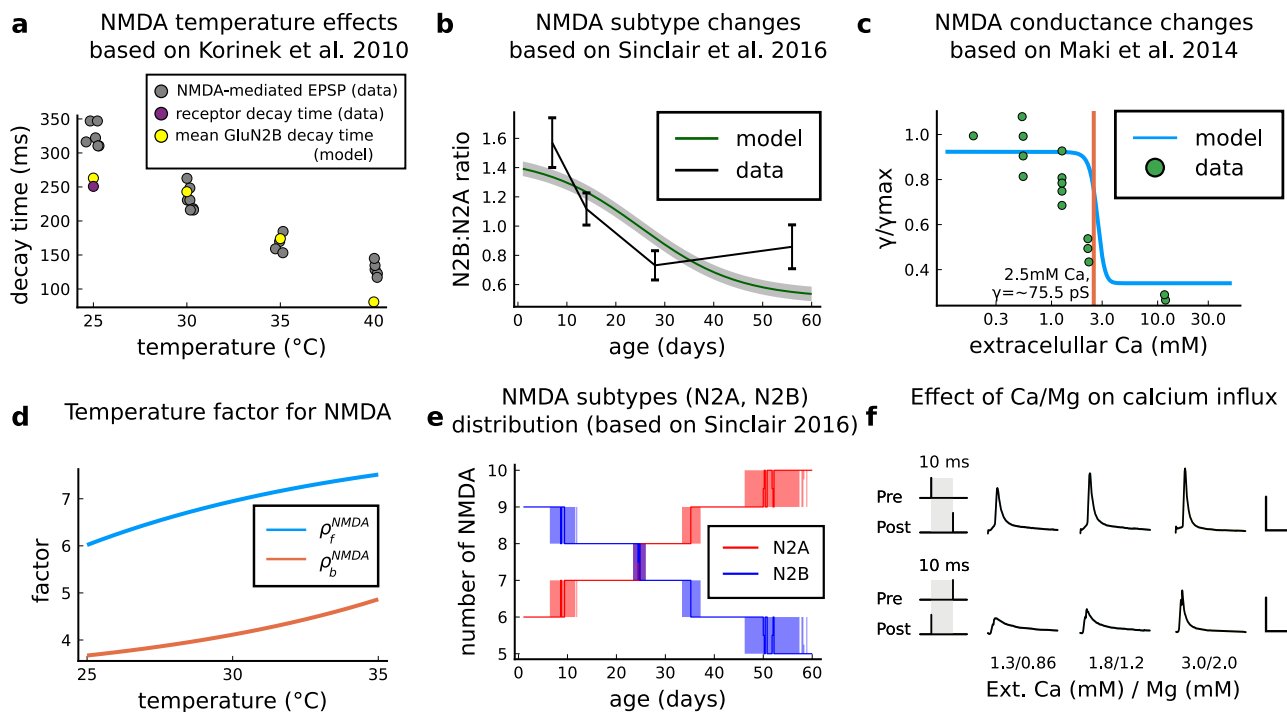 a
NMDA temperature effects
based on Korinek et al. 2010
NMDA-mediated EPSP (data)
receptor decay time (data)
mean GluN2B decay time
(model)
decay time (ms)
350
300
250
200
150
100
25
30
35
40
temperature (°C)
b
NMDA subtype changes
based on Sinclair et al. 2016
model
data
N2B:N2A ratio
1.6
1.4
1.2
1.0
0.8
0.6
0
10
20
30
40
50
60
age (days)
c
NMDA conductance changes
based on Maki et al. 2014
model
data
γ/γmax
1.0
0.8
0.6
0.4
2.5mM Ca,
γ=~75.5 pS
0.3
1.0
3.0
10.0
30.0
extracelullar Ca (mM)
d
Temperature factor for NMDA
factor
7
6
5
4
ρfNMDA
ρbNMDA
25
30
35
temperature (°C)
e
NMDA subtypes (N2A, N2B)
distribution (based on Sinclair 2016)
number of NMDA
10
9
8
7
6
5
N2A
N2B
0
10
20
30
40
50
60
age (days)
f
Effect of Ca/Mg on calcium influx
10 ms
Pre
Post
10 ms
Pre
Post
1.3/0.86
1.8/1.2
3.0/2.0
Ext. Ca (mM) / Mg (mM)